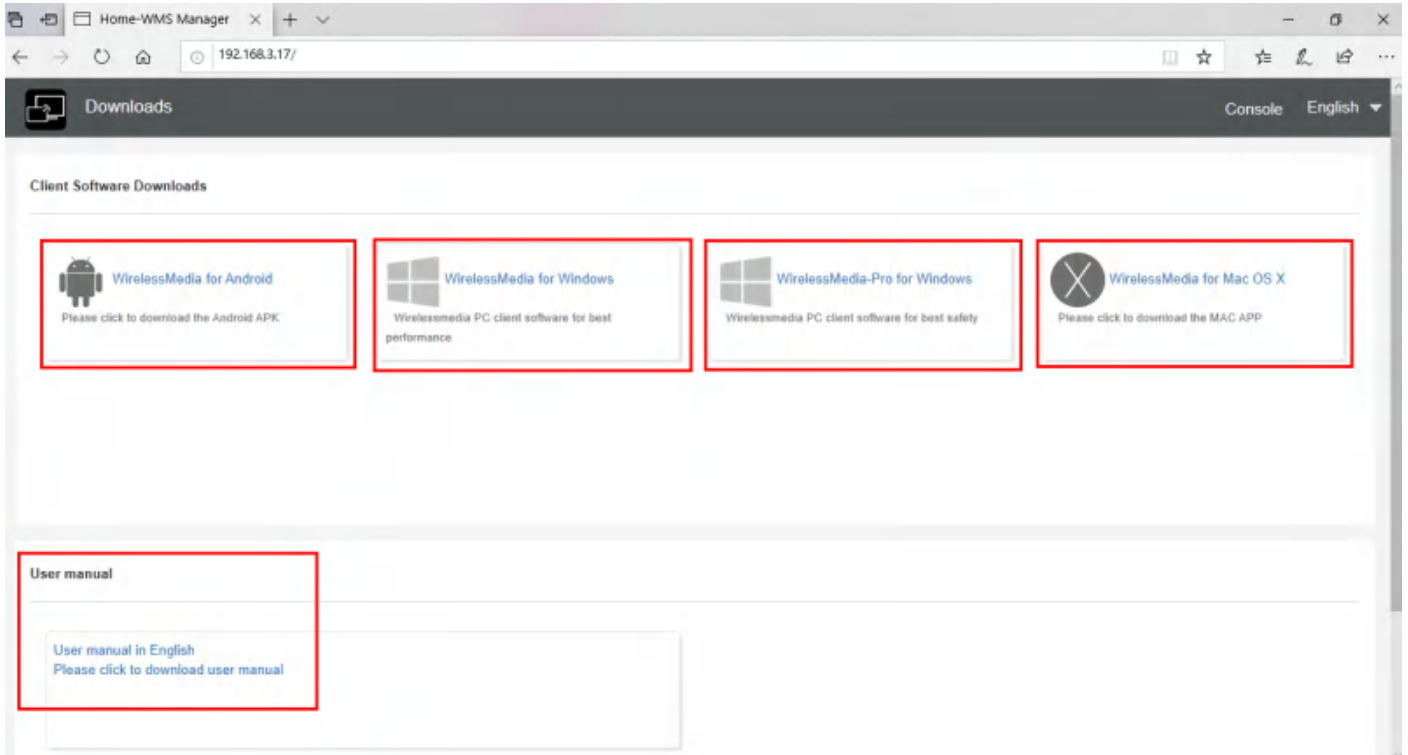 Home-WMS Manager
192.168.3.17/
Downloads
Console English
Client Software Downloads
WirelessMedia for Android
Please click to download the Android APK
WirelessMedia for Windows
Wirelessmedia PC client software for best
performance
WirelessMedia-Pro for Windows
Wirelessmedia PC client software for best safety
WirelessMedia for Mac OS X
Please click to download the MAC APP
User manual
User manual in English
Please click to download user manual